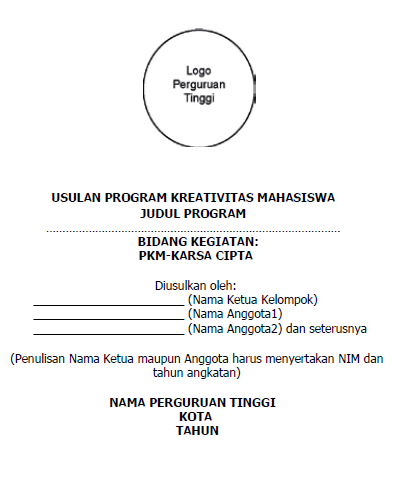 Logo
Perguruan
Tinggi
USULAN PROGRAM KREATIVITAS MAHASISWA
JUDUL PROGRAM
..........................................................................................
BIDANG KEGIATAN:
PKM-KARSA CIPTA
Diusulkan oleh:
________________________ (Nama Ketua Kelompok)
________________________ (Nama Anggota1)
________________________ (Nama Anggota2) dan seterusnya
(Penulisan Nama Ketua maupun Anggota harus menyertakan NIM dan
tahun angkatan)
NAMA PERGURUAN TINGGI
KOTA
TAHUN